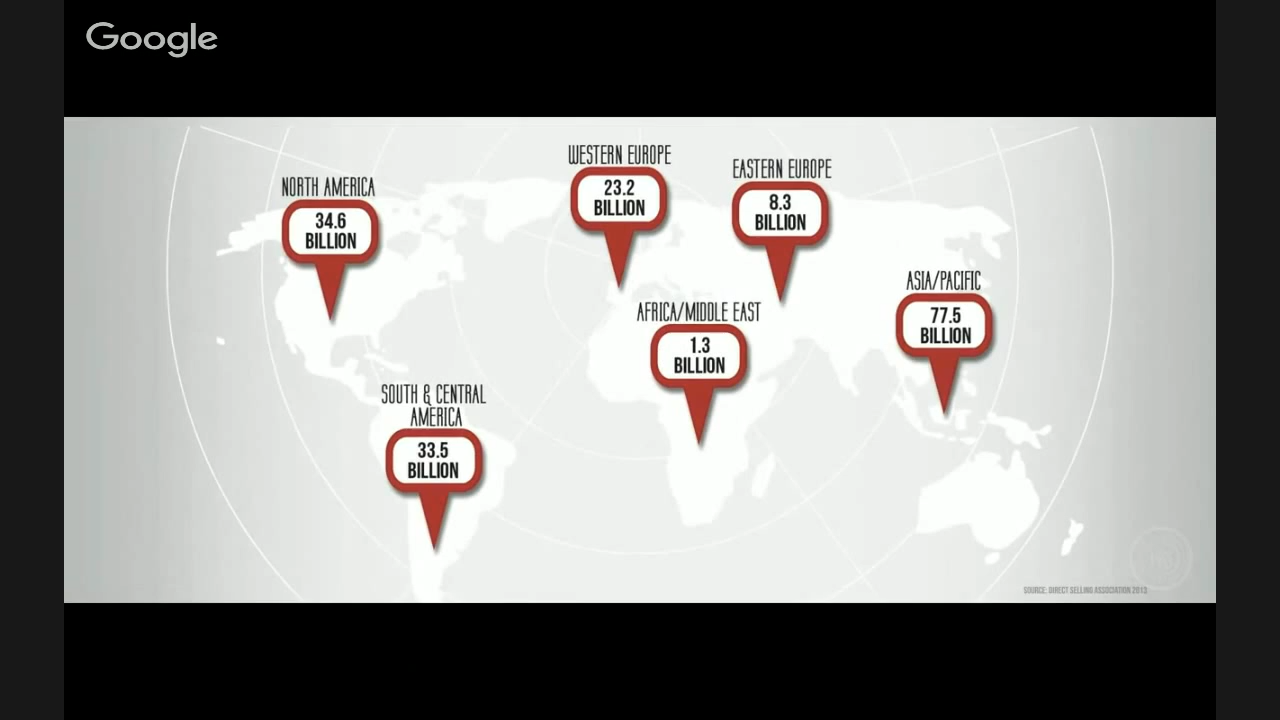 Google
WESTERN EUROPE
23.2
BILLION
EASTERN EUROPE
8.3
BILLION
NORTH AMERICA
34.6
BILLION
ASIA/PACIFIC
77.5
BILLION
AFRICA/MIDDLE EAST
1.3
BILLION
SOUTH & CENTRAL
AMERICA
33.5
BILLION
SOURCE: DIRECT SELLING ASSOCIATION 2013